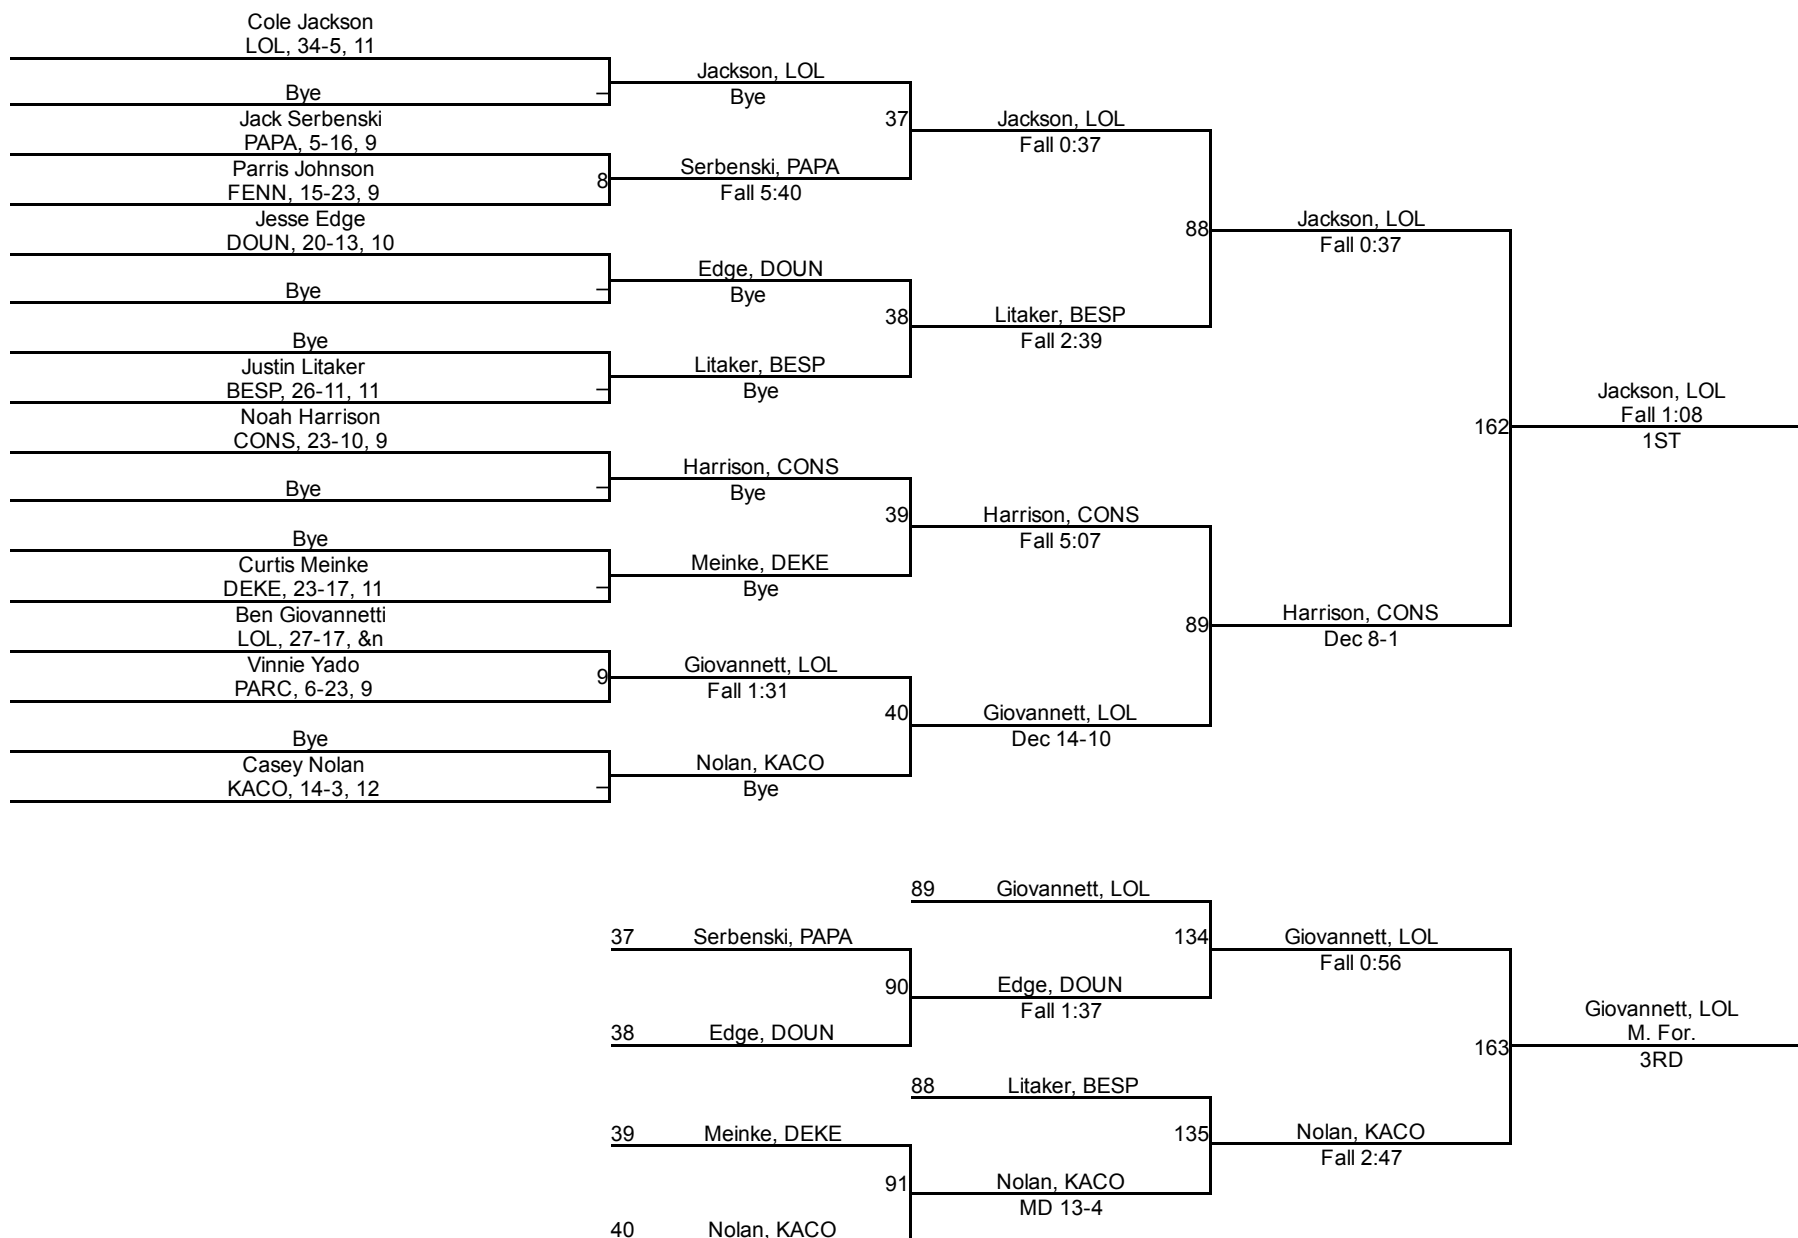 Cole Jackson
LOL, 34-5, 11
Bye
–
Jack Serbenski
PAPA, 5-16, 9
Parris Johnson
FENN, 15-23, 9
8
Jesse Edge
DOUN, 20-13, 10
Bye
–
Bye
Justin Litaker
BESP, 26-11, 11
–
Noah Harrison
CONS, 23-10, 9
Bye
–
Bye
Curtis Meinke
DEKE, 23-17, 11
–
Ben Giovannetti
LOL, 27-17, &n
Vinnie Yado
PARC, 6-23, 9
9
Bye
Casey Nolan
KACO, 14-3, 12
–
Jackson, LOL
Bye
37
Serbenski, PAPA
Fall 5:40
Edge, DOUN
Bye
38
Litaker, BESP
Bye
Harrison, CONS
Bye
39
Meinke, DEKE
Bye
Giovannett, LOL
Fall 1:31
40
Nolan, KACO
Bye
Jackson, LOL
Fall 0:37
88
Litaker, BESP
Fall 2:39
Harrison, CONS
Fall 5:07
89
Giovannett, LOL
Dec 14-10
Jackson, LOL
Fall 0:37
162
Harrison, CONS
Dec 8-1
Jackson, LOL
Fall 1:08
1ST
37 Serbenski, PAPA
90
38 Edge, DOUN
39 Meinke, DEKE
91
40 Nolan, KACO
89 Giovannett, LOL
134
Edge, DOUN
Fall 1:37
88 Litaker, BESP
135
Nolan, KACO
MD 13-4
Giovannett, LOL
Fall 0:56
163
Nolan, KACO
Fall 2:47
Giovannett, LOL
M. For.
3RD